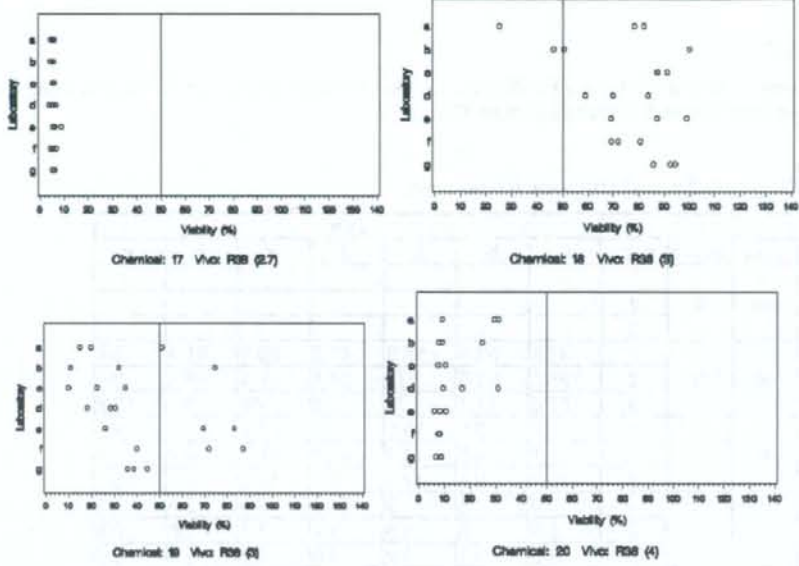 Laboratory
a
b
c
d
e
f
g
0 10 20 30 40 50 60 70 80 90 100 110 120 130 140
Viability (%)
Chemical: 17 Vivo: R38 (2.7)
Laboratory
a
b
c
d
e
f
g
0 10 20 30 40 50 60 70 80 90 100 110 120 130 140
Viability (%)
Chemical: 18 Vivo: R38 (3)
Laboratory
a
b
c
d
e
f
g
0 10 20 30 40 50 60 70 80 90 100 110 120 130 140
Viability (%)
Chemical: 19 Vivo: R38 (3)
Laboratory
a
b
c
d
e
f
g
0 10 20 30 40 50 60 70 80 90 100 110 120 130 140
Viability (%)
Chemical: 20 Vivo: R38 (4)